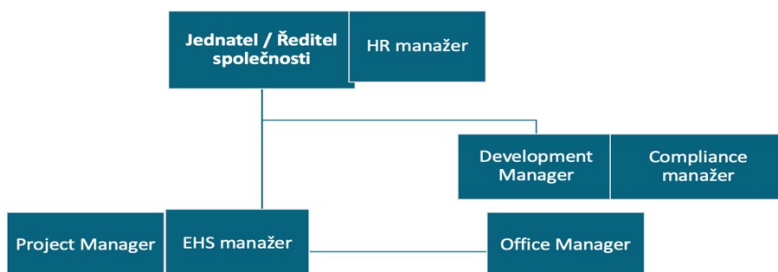 Jednatel / Ředitel
společnosti
HR manažer
Development
Manager
Compliance
manažer
Project Manager
EHS manažer
Office Manager